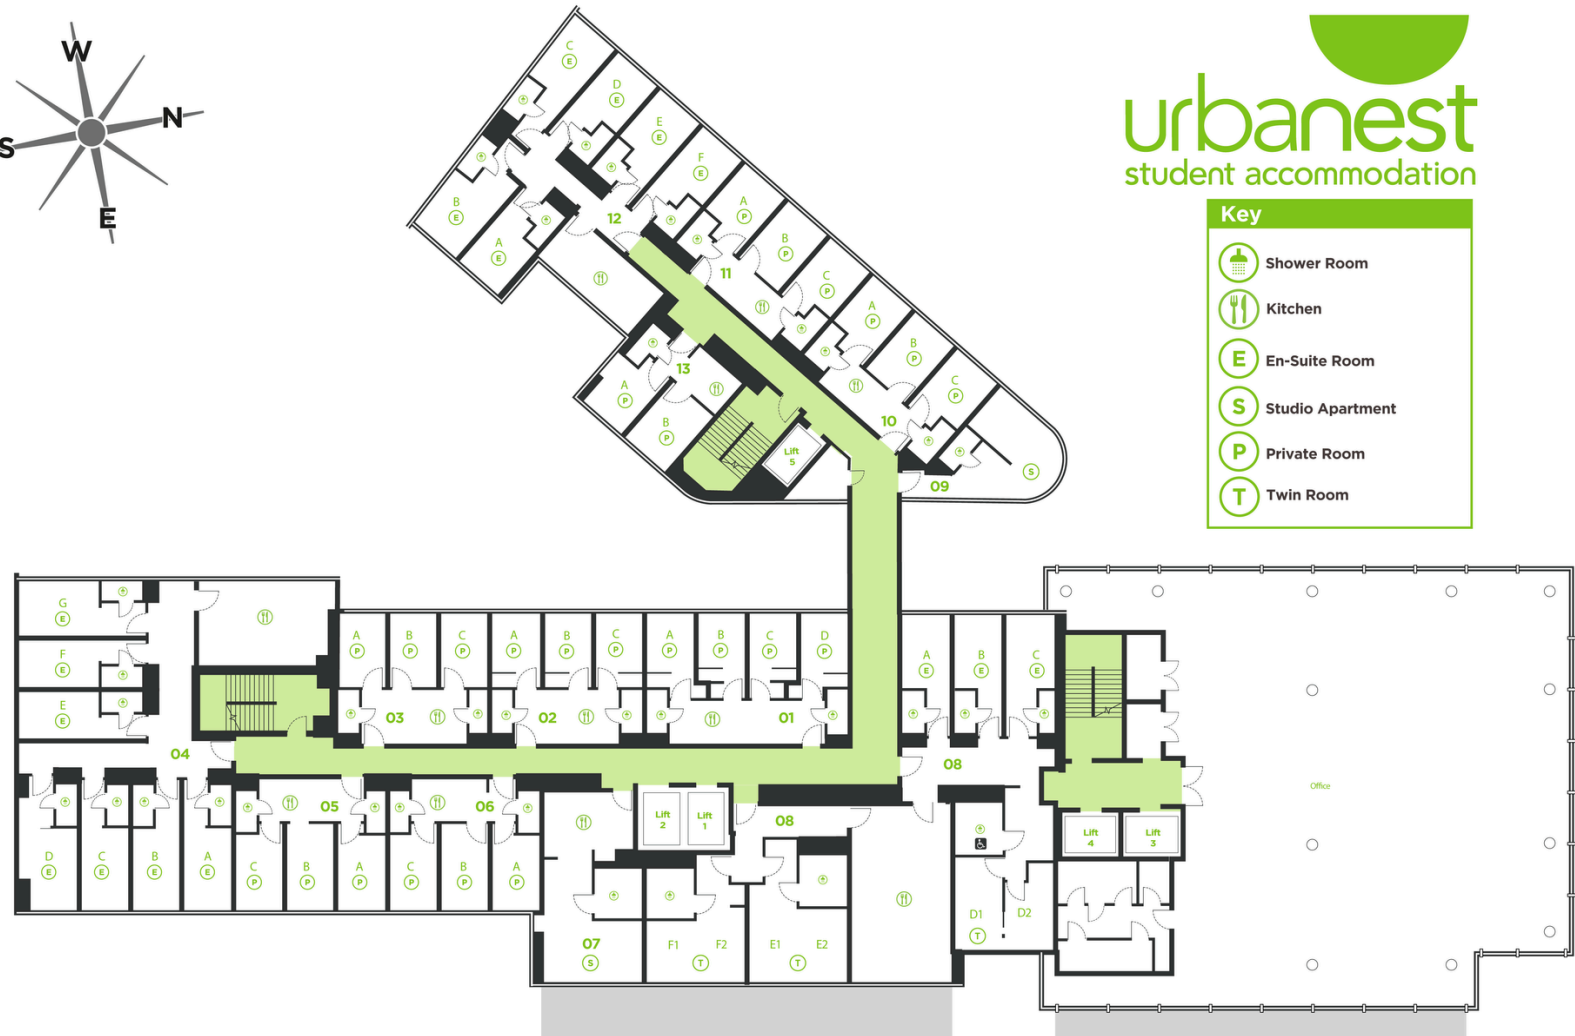 W
N
S
E
urbanest
student accommodation
Key
Shower Room
Kitchen
E En-Suite Room
S Studio Apartment
P Private Room
T Twin Room
C E
D E
E E
F E
B E
A E
12
A P
B P
C P
11
A P
B P
C P
10
13
A P
B P
Lift 5
09
S
G E
F E
E E
04
D E
C E
B E
A E
A P
B P
C P
03
A P
B P
C P
02
A P
B P
C P
D P
01
A E
B E
C E
08
05
C P
B P
A P
06
C P
B P
A P
Lift 2
Lift 1
08
07
S
F1 F2
T
E1 E2
T
D1 D2
T
Lift 4
Lift 3
Office